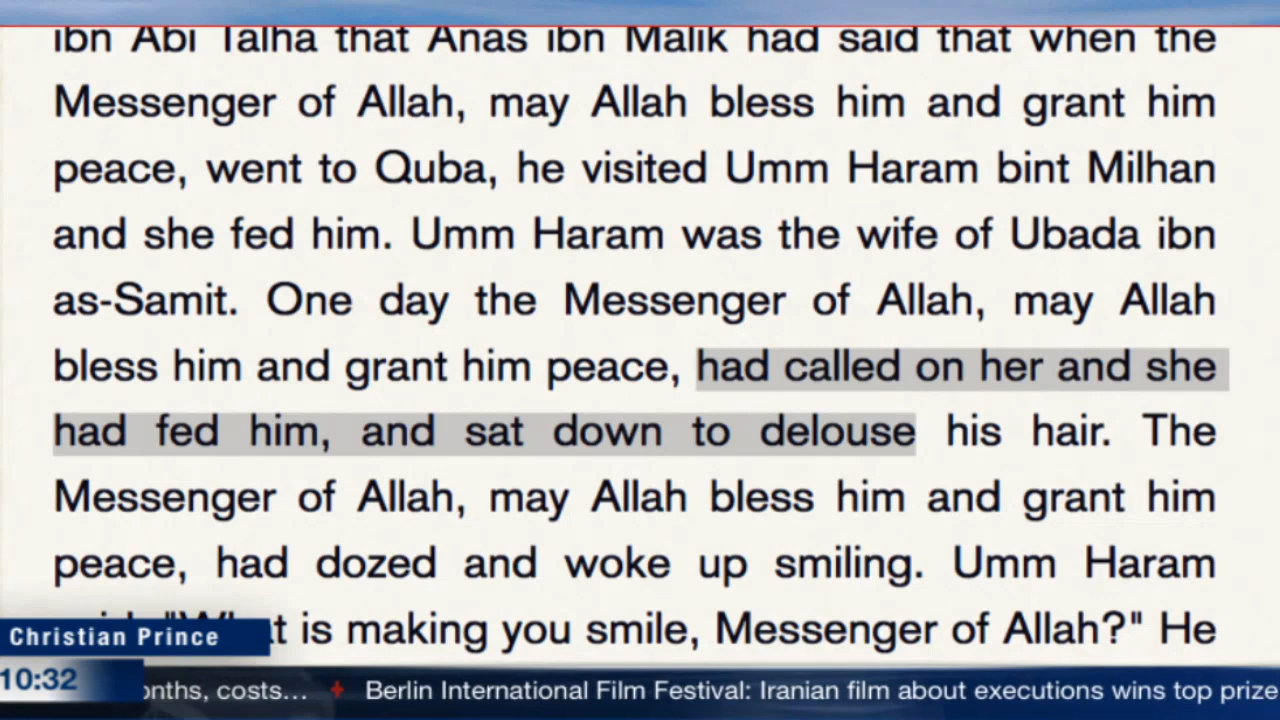 ibn Abi Talha that Anas ibn Malik had said that when the
Messenger of Allah, may Allah bless him and grant him
peace, went to Quba, he visited Umm Haram bint Milhan
and she fed him. Umm Haram was the wife of Ubada ibn
as-Samit. One day the Messenger of Allah, may Allah
bless him and grant him peace, had called on her and she
had fed him, and sat down to delouse his hair. The
Messenger of Allah, may Allah bless him and grant him
peace, had dozed and woke up smiling. Umm Haram
is making you smile, Messenger of Allah?" He
Christian Prince
10:32
costs... + Berlin International Film Festival: Iranian film about executions wins top prize